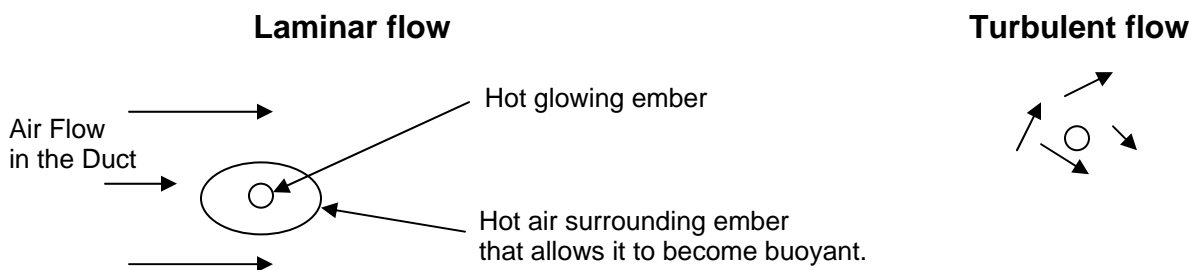 Laminar flow
Turbulent flow
Hot glowing ember
Air Flow
in the Duct
Hot air surrounding ember
that allows it to become buoyant.